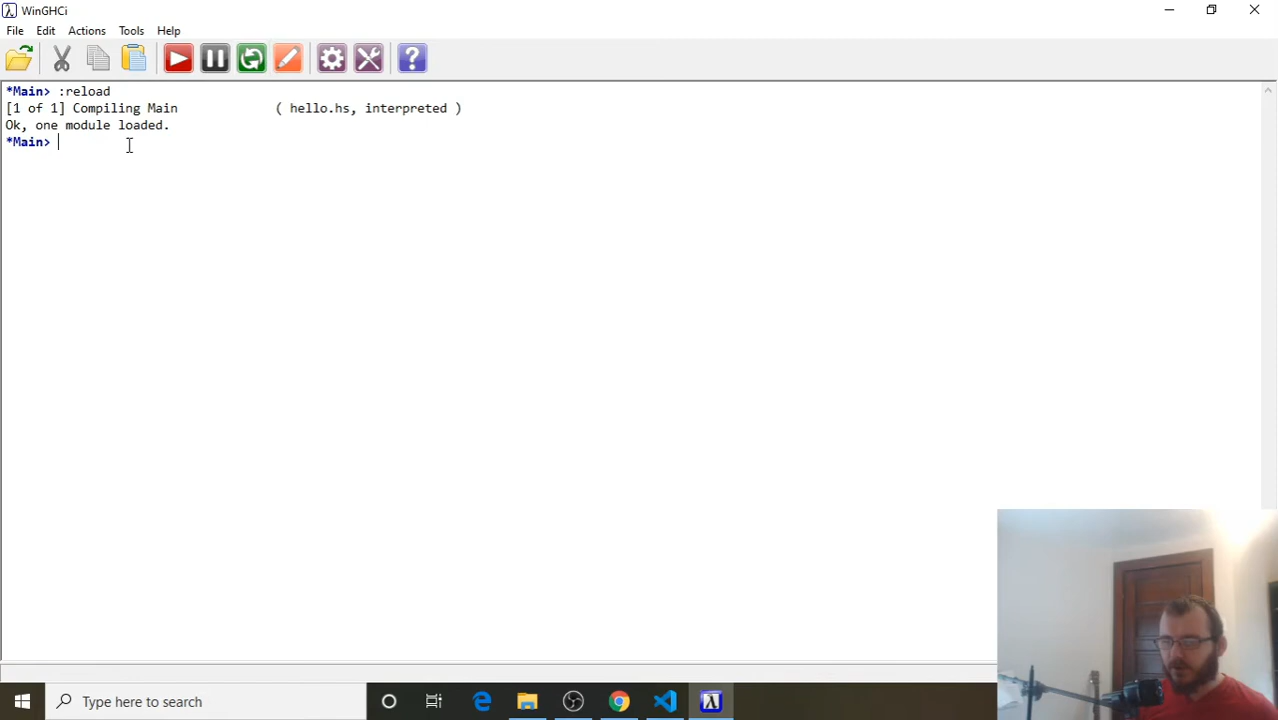 WinGHCi
File Edit Actions Tools Help
*Main> :reload
[1 of 1] Compiling Main ( hello.hs, interpreted )
Ok, one module loaded.
*Main>
Type here to search